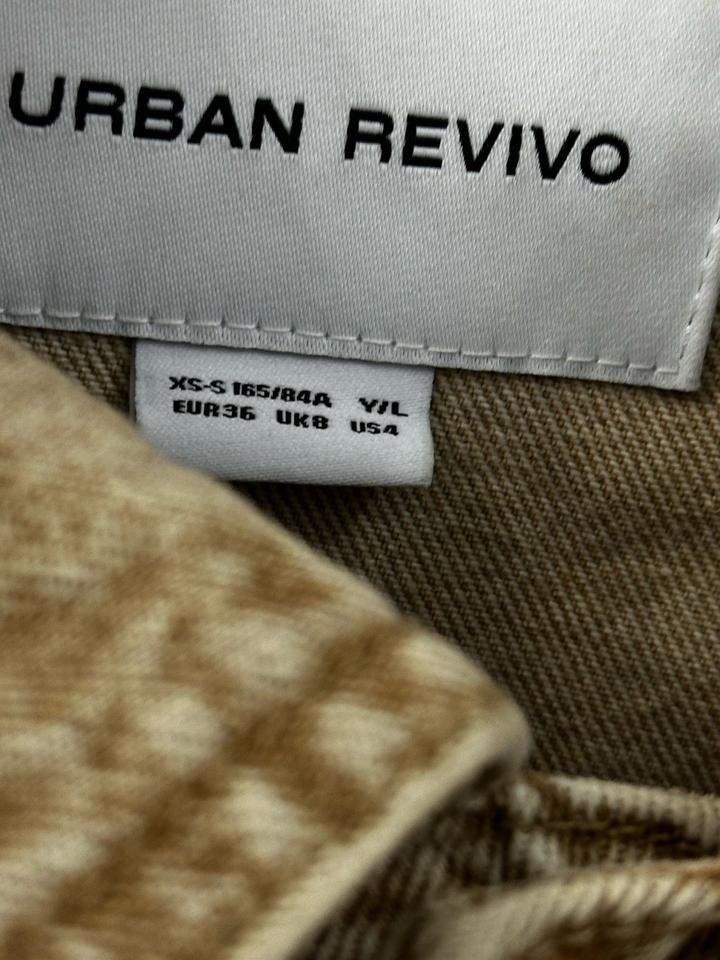 URBAN REVIVO
XS-S 165/84A Y/L
EUR36 UK8 US4